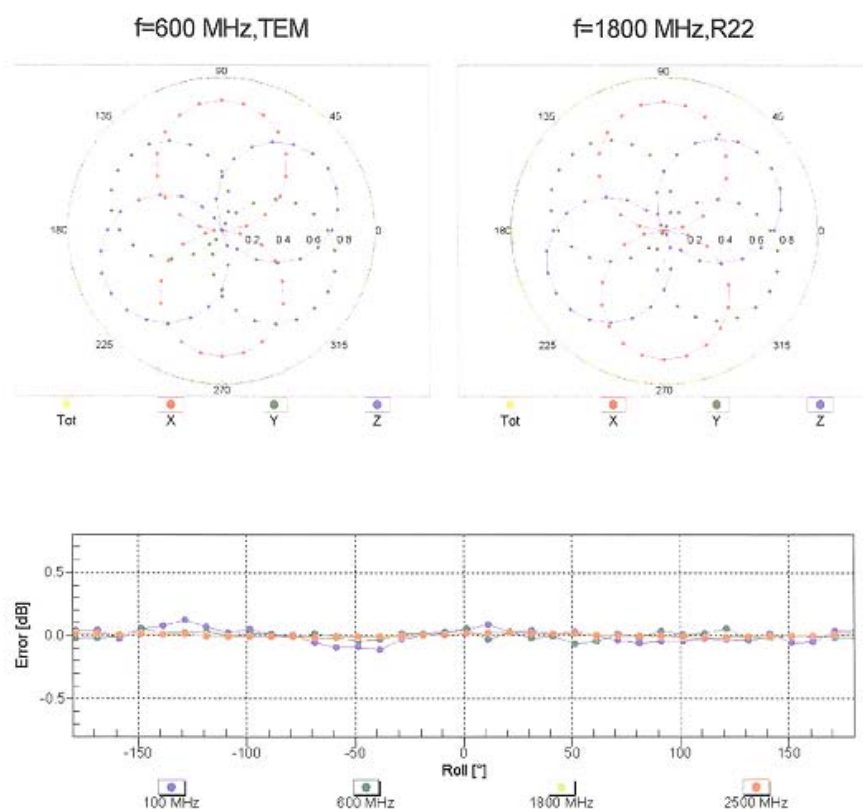 f=600 MHz,TEM
f=1800 MHz,R22
90
135
45
180
0.2
0.4
0.6
0.8
0
225
315
270
Tot
X
Y
Z
90
135
45
180
0.2
0.4
0.6
0.8
0
225
315
270
Tot
X
Y
Z
Error [dB]
0.5
0.0
-0.5
-150
-100
-50
0
50
100
150
Roll [°]
100 MHz
600 MHz
1800 MHz
2500 MHz